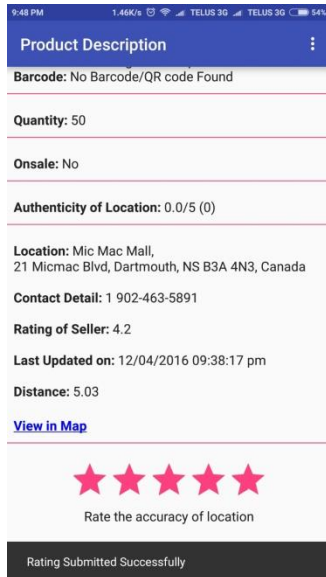 9:48 PM 1.46K/s TELUS 3G TELUS 3G 54%
Product Description
Barcode: No Barcode/QR code Found
Quantity: 50
Onsale: No
Authenticity of Location: 0.0/5 (0)
Location: Mic Mac Mall,
21 Micmac Blvd, Dartmouth, NS B3A 4N3, Canada
Contact Detail: 1 902-463-5891
Rating of Seller: 4.2
Last Updated on: 12/04/2016 09:38:17 pm
Distance: 5.03
View in Map
Rate the accuracy of location
Rating Submitted Successfully